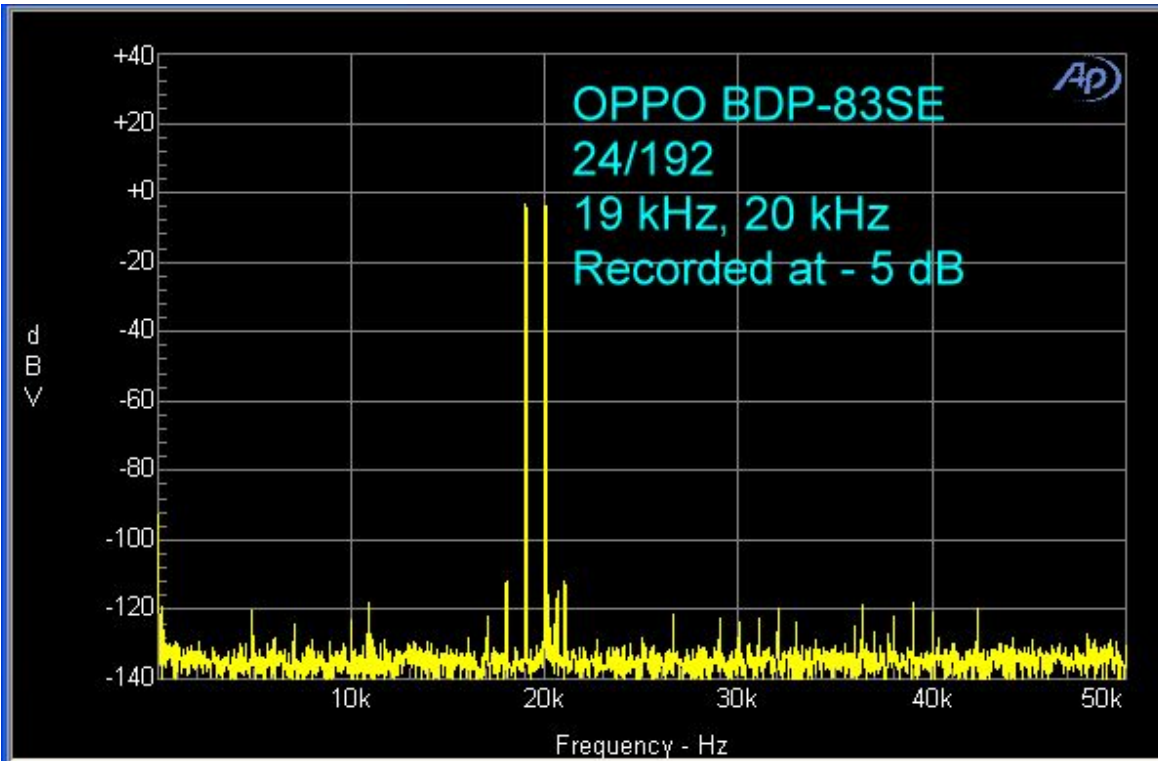 +40
Ap
OPPO BDP-83SE
+20
24/192
+0
19 kHz, 20 kHz
-20
Recorded at - 5 dB
-40
d
B
V
-60
-80
-100
-120
-140
10k
20k
30k
40k
50k
Frequency - Hz